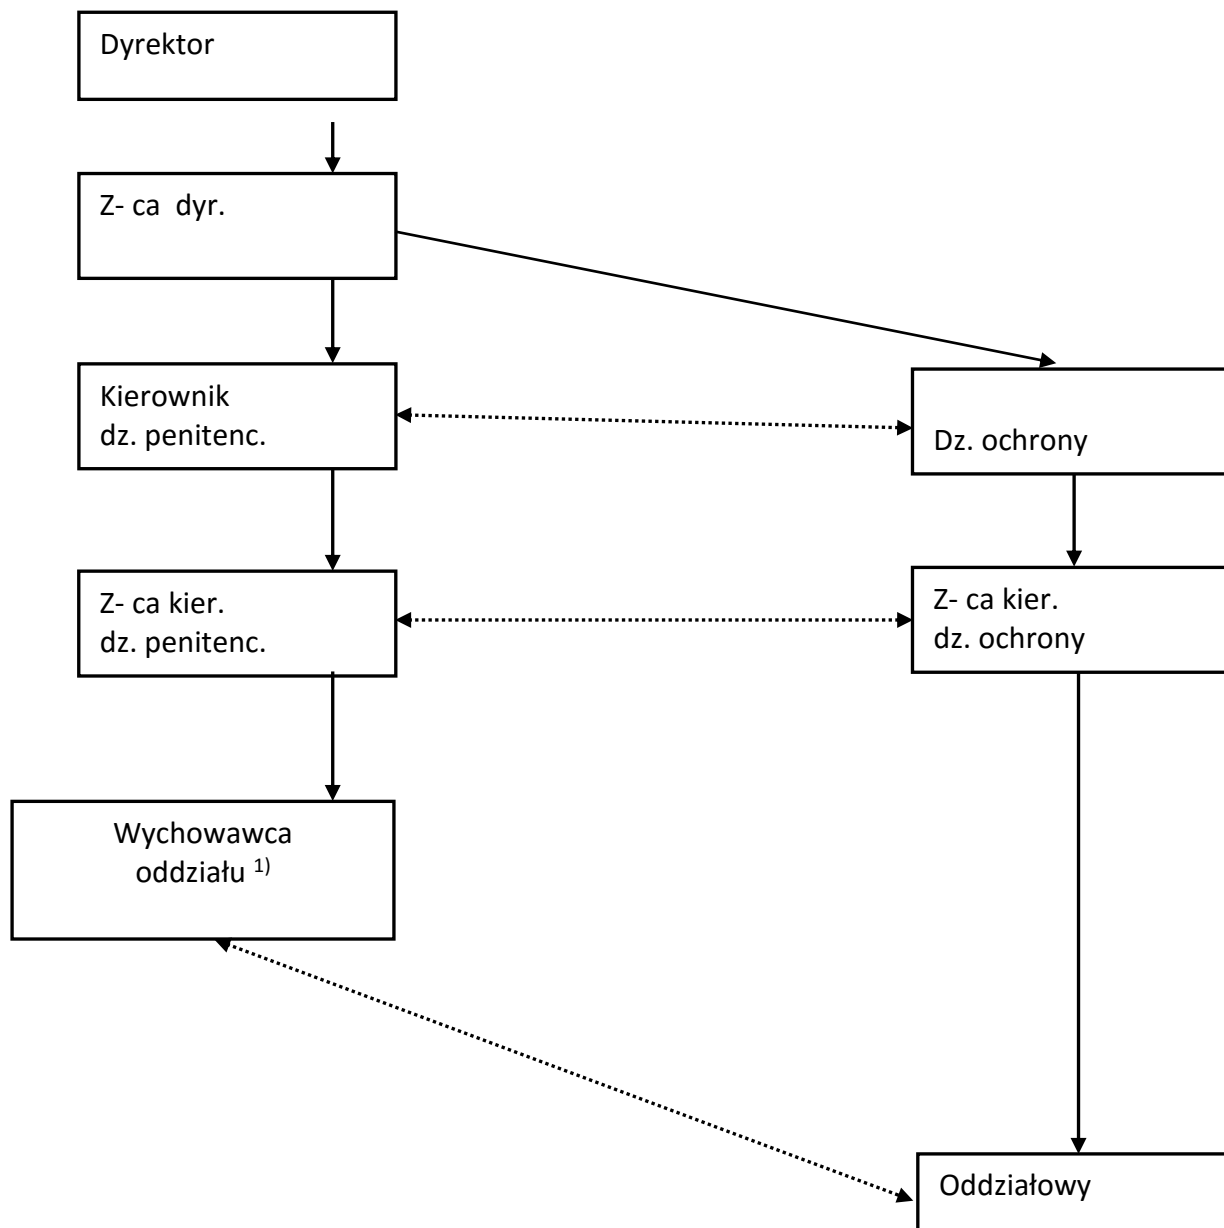 Dyrektor
Z- ca  dyr.
Kierownik
dz. penitenc.
Dz. ochrony
Z- ca kier.
dz. penitenc.
Z- ca kier.
dz. ochrony
Wychowawca
oddziału ¹⁾
Oddziałowy